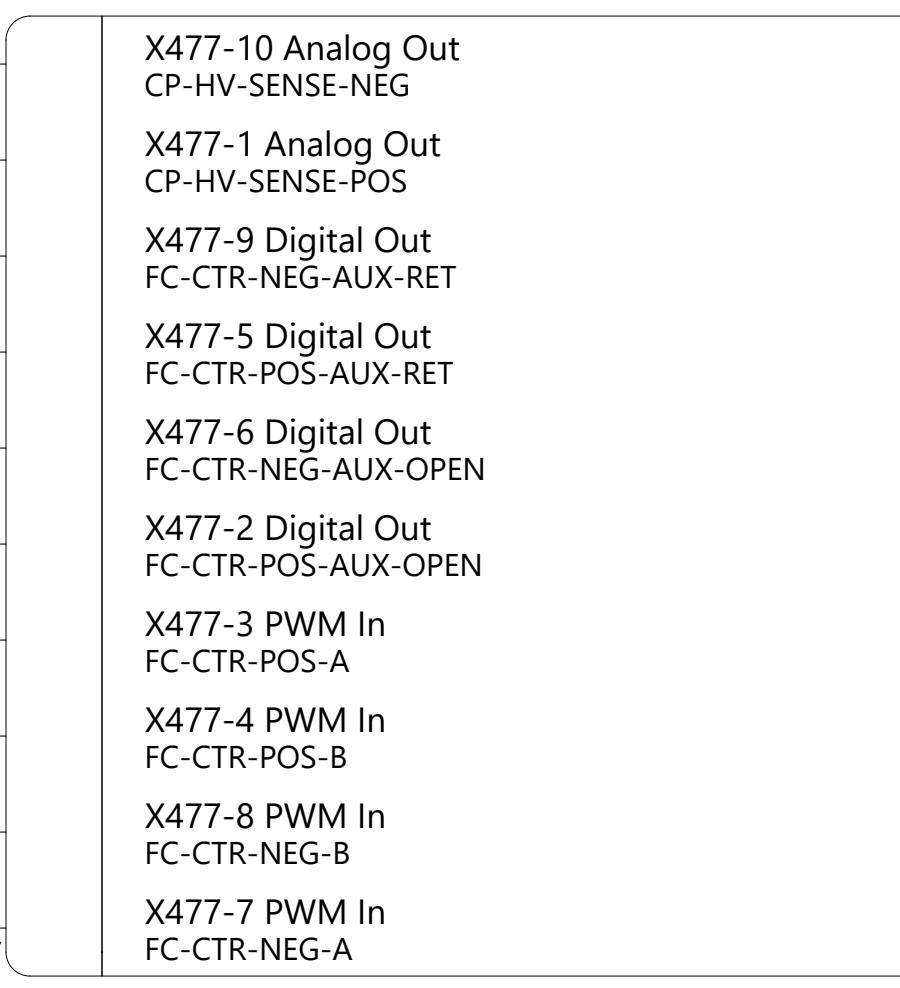 X477-10 Analog Out
CP-HV-SENSE-NEG
X477-1 Analog Out
CP-HV-SENSE-POS
X477-9 Digital Out
FC-CTR-NEG-AUX-RET
X477-5 Digital Out
FC-CTR-POS-AUX-RET
X477-6 Digital Out
FC-CTR-NEG-AUX-OPEN
X477-2 Digital Out
FC-CTR-POS-AUX-OPEN
X477-3 PWM In
FC-CTR-POS-A
X477-4 PWM In
FC-CTR-POS-B
X477-8 PWM In
FC-CTR-NEG-B
X477-7 PWM In
FC-CTR-NEG-A